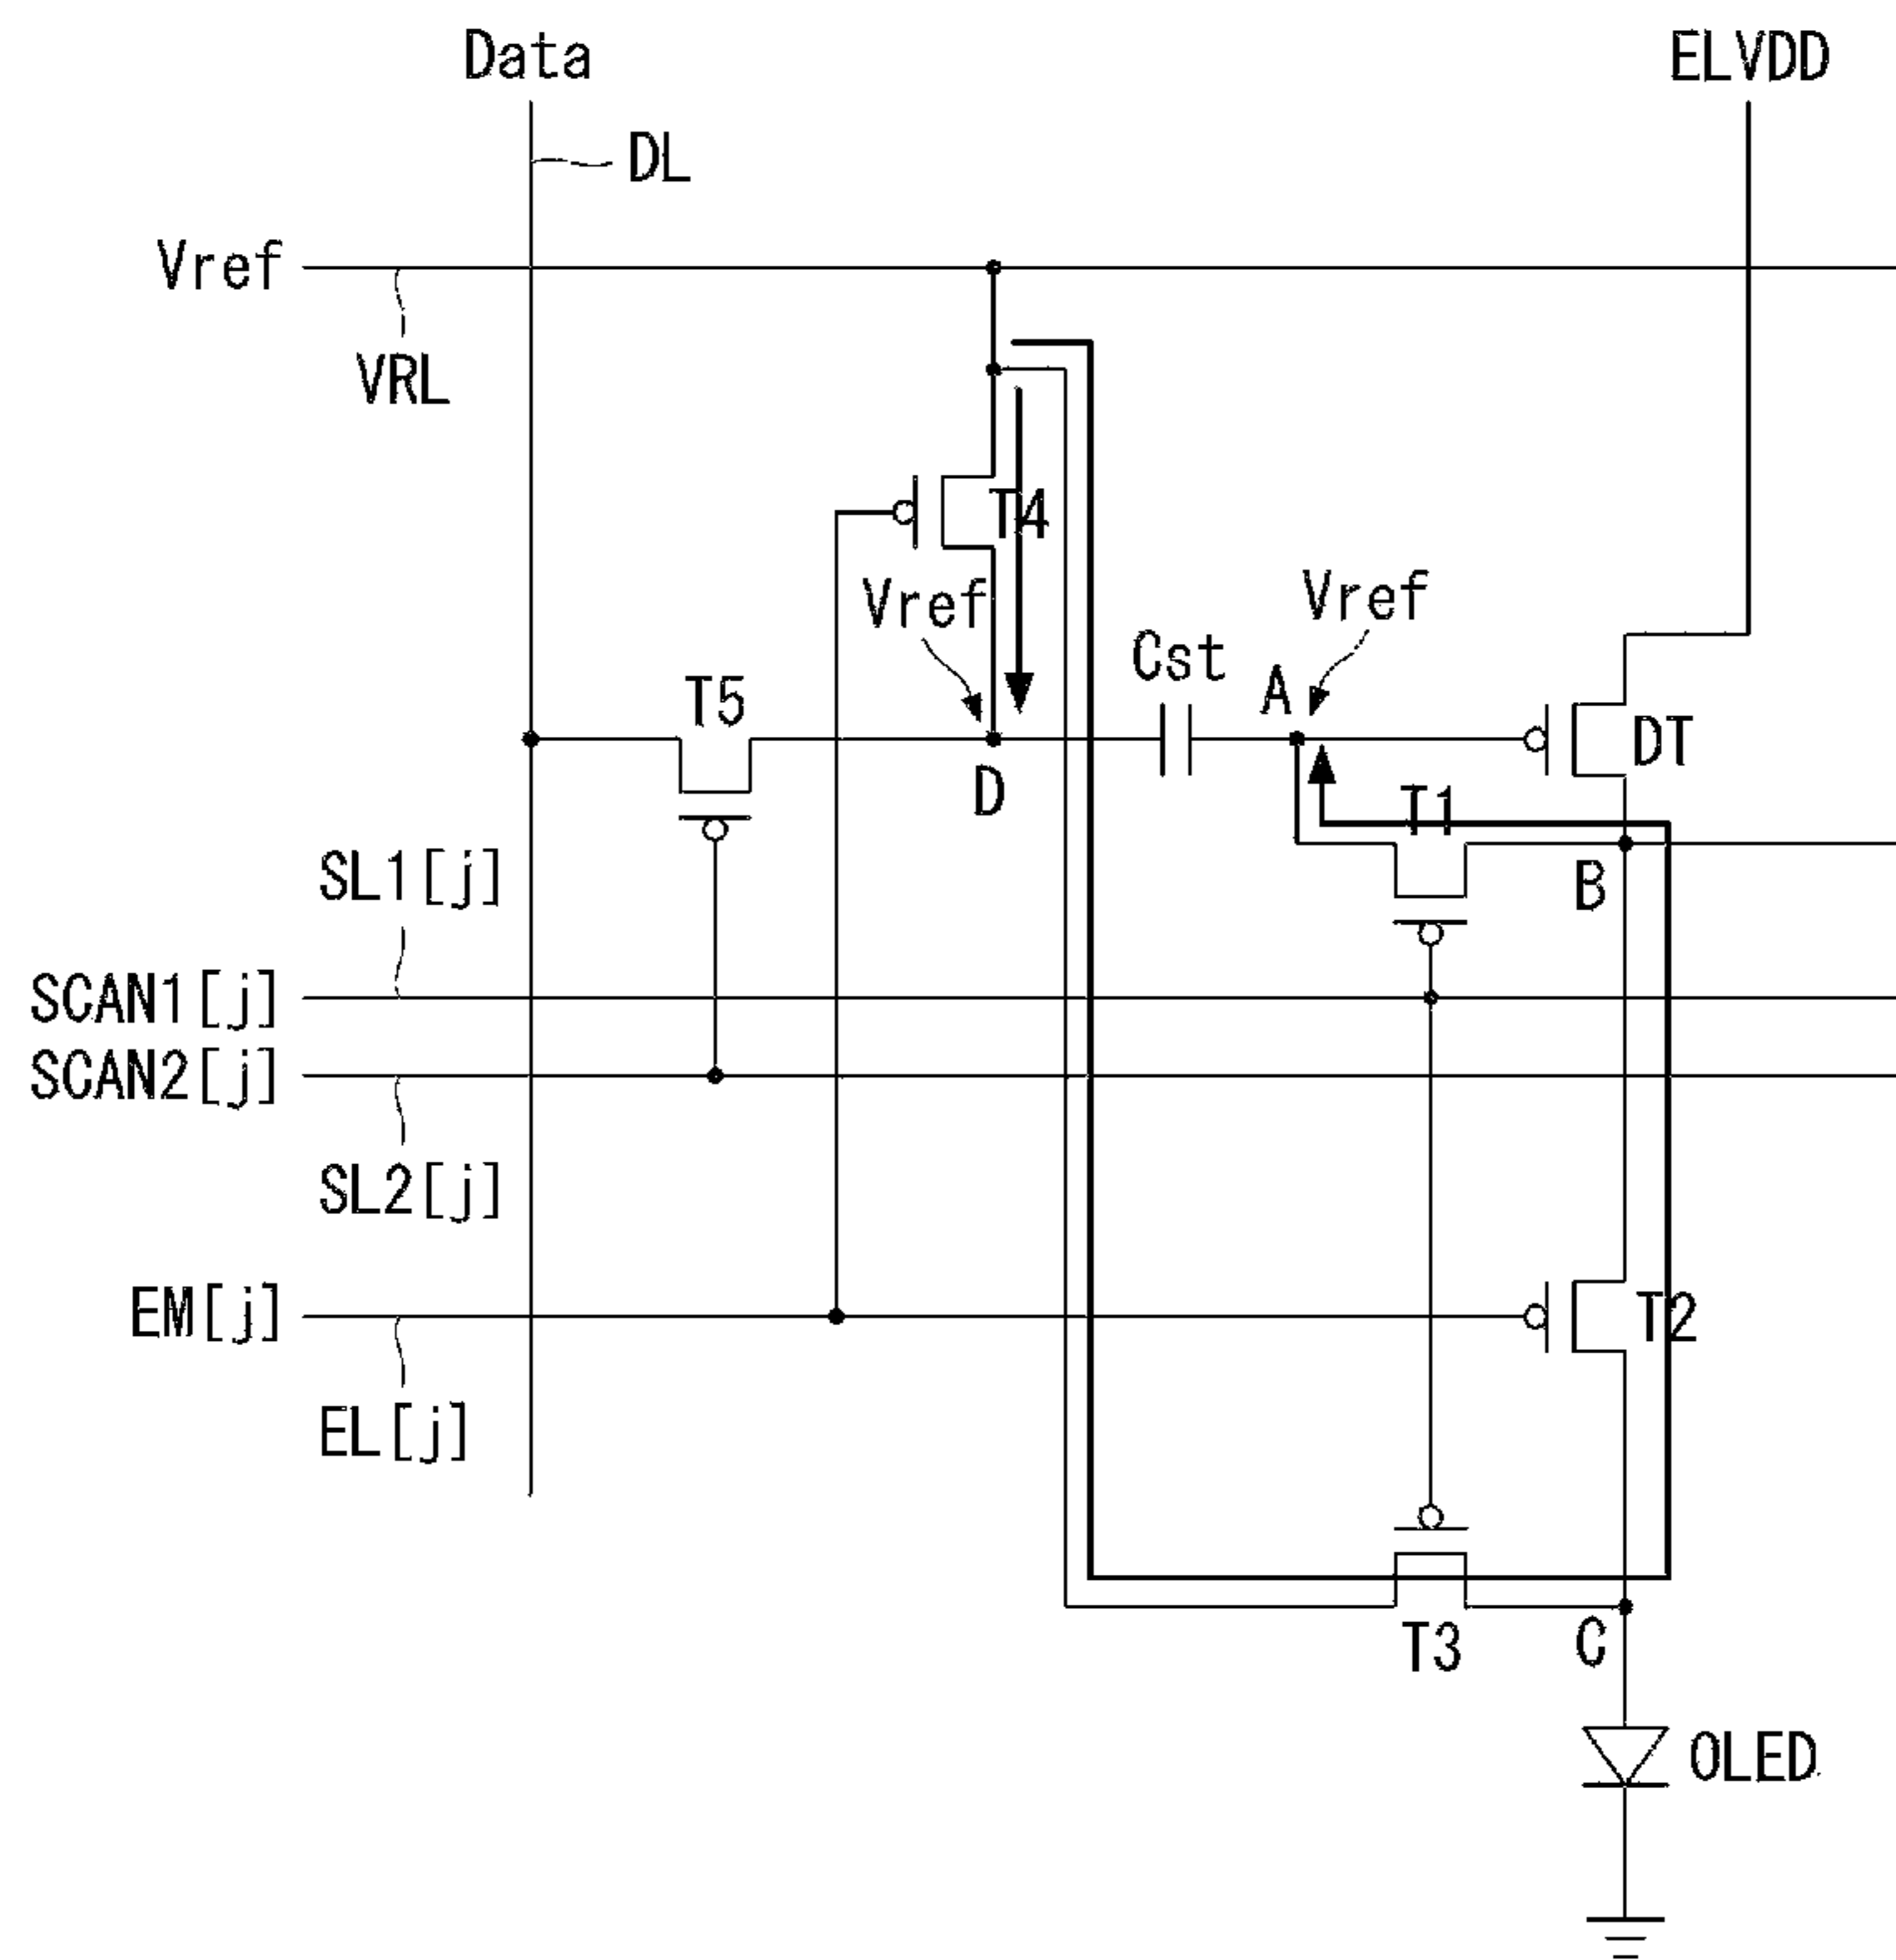 Data
ELVDD
DL
Vref
VRL
T4
Vref
Vref
Cst
A
T5
DT
D
T1
SL1[j]
B
SCAN1[j]
SCAN2[j]
SL2[j]
EM[j]
T2
EL[j]
T3
C
OLED